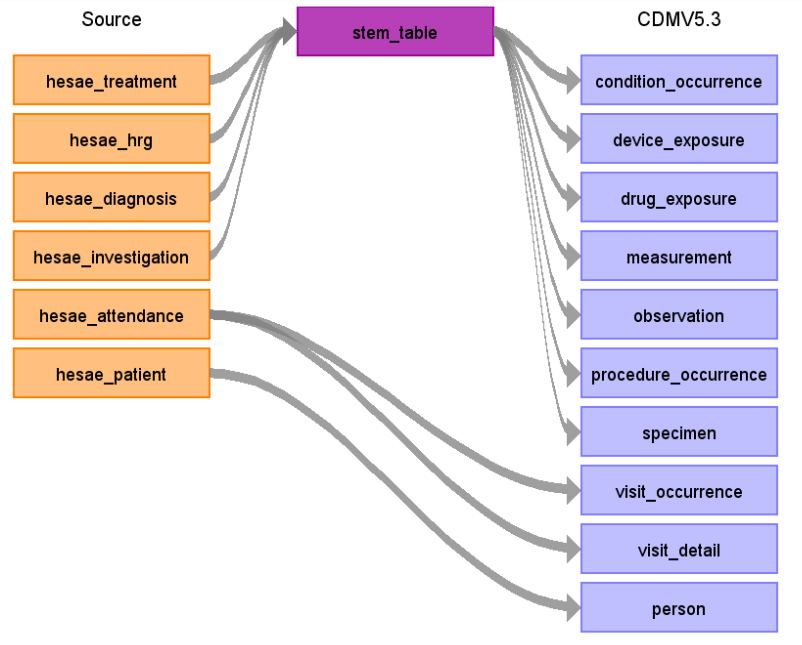 Source
stem_table
CDMV5.3
hesae_treatment
condition_occurrence
hesae_hrg
device_exposure
hesae_diagnosis
drug_exposure
hesae_investigation
measurement
hesae_attendance
observation
hesae_patient
procedure_occurrence
specimen
visit_occurrence
visit_detail
person